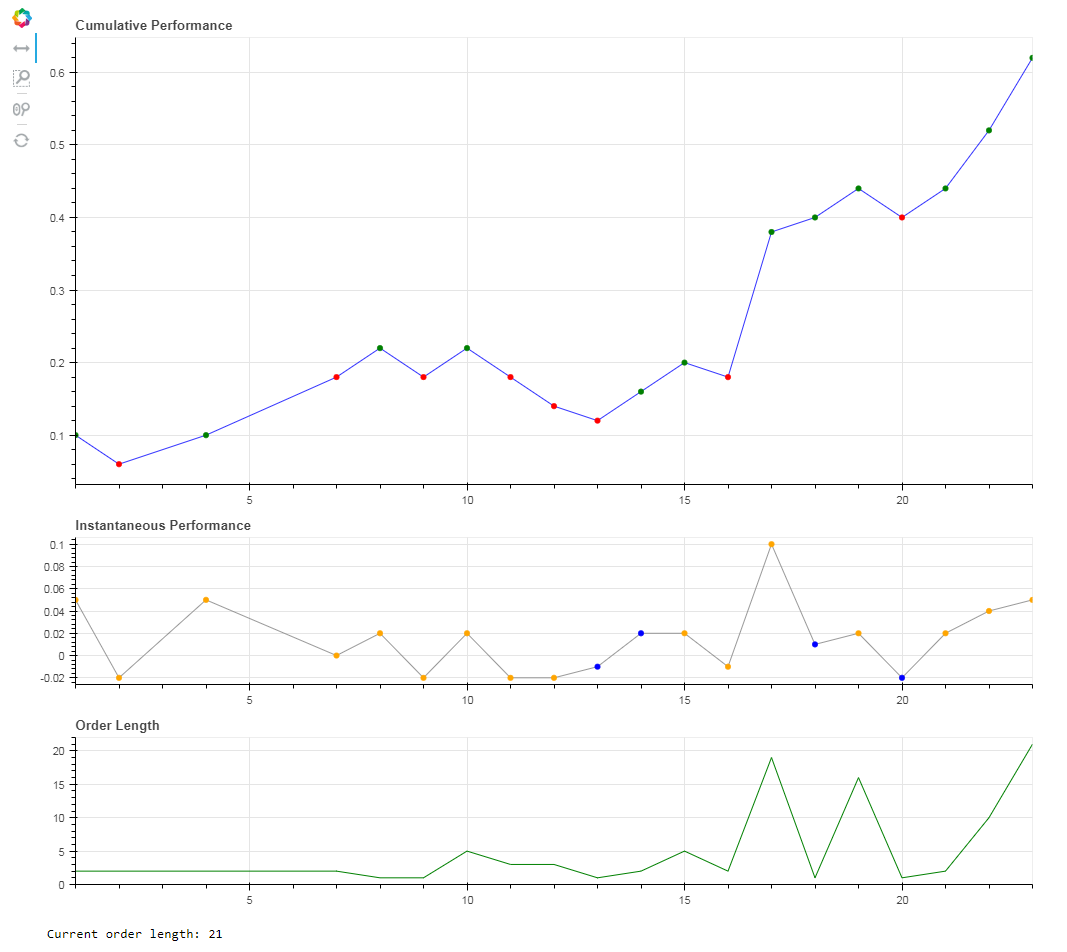 Cumulative Performance
0.6
0.5
0.4
0.3
0.2
0.1
5 10 15 20
Instantaneous Performance
0.1
0.08
0.06
0.04
0.02
0
-0.02
5 10 15 20
Order Length
20
15
10
5
0
5 10 15 20
Current order length: 21